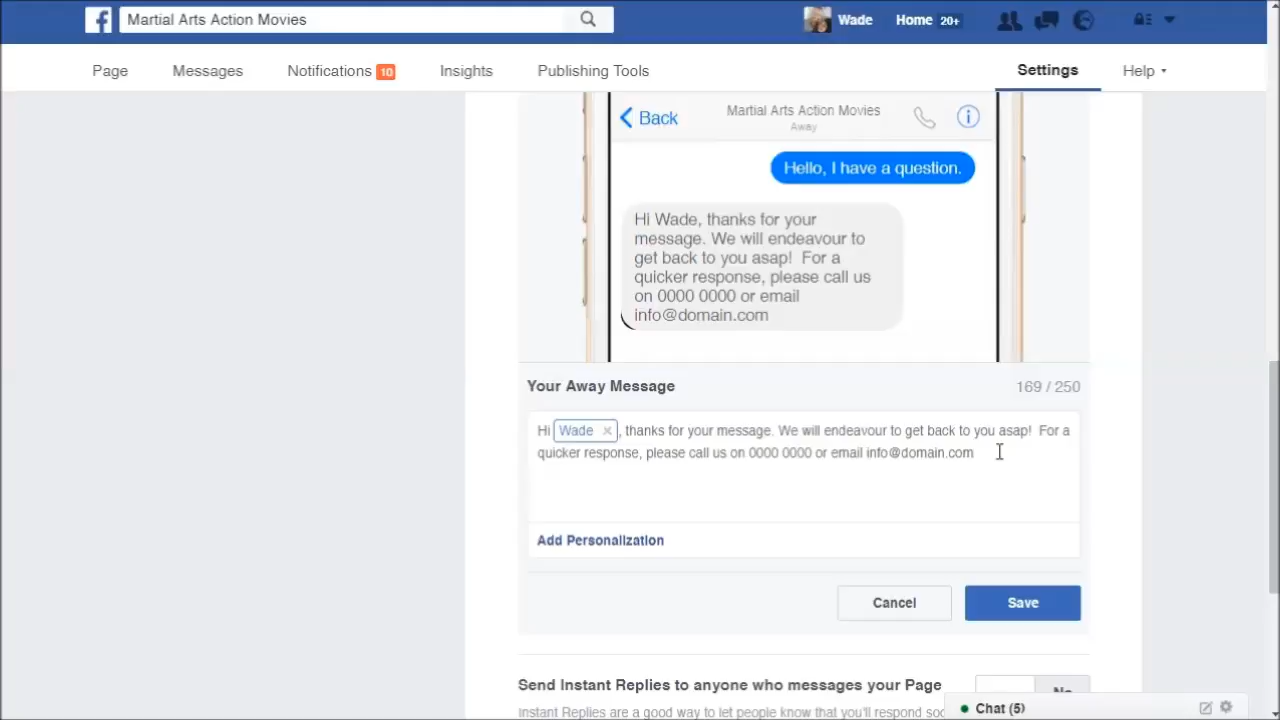 Martial Arts Action Movies
Wade
Home 20+
Page
Messages
Notifications 10
Insights
Publishing Tools
Settings
Help
Back
Martial Arts Action Movies
Away
Hello, I have a question.
Hi Wade, thanks for your
message. We will endeavour to
get back to you asap!  For a
quicker response, please call us
on 0000 0000 or email
info@domain.com
Your Away Message
169 / 250
Hi Wade ×, thanks for your message. We will endeavour to get back to you asap!  For a
quicker response, please call us on 0000 0000 or email info@domain.com
Add Personalization
Cancel
Save
Send Instant Replies to anyone who messages your Page
No
Instant Replies are a good way to let people know that you'll respond
Chat (5)